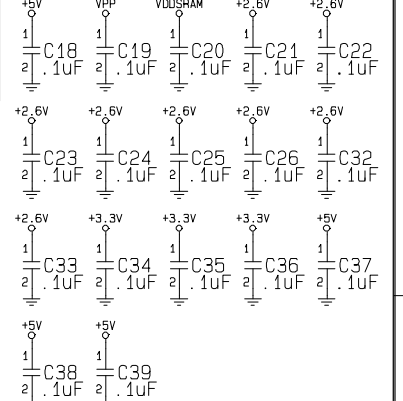 +5V VPP VDDSRAM +2.6V +2.6V
1 1 1 1 1
C18 C19 C20 C21 C22
2 .1uF 2 .1uF 2 .1uF 2 .1uF 2 .1uF
+2.6V +2.6V +2.6V +2.6V +2.6V
1 1 1 1 1
C23 C24 C25 C26 C32
2 .1uF 2 .1uF 2 .1uF 2 .1uF 2 .1uF
+2.6V +3.3V +3.3V +3.3V +5V
1 1 1 1 1
C33 C34 C35 C36 C37
2 .1uF 2 .1uF 2 .1uF 2 .1uF 2 .1uF
+5V +5V
1 1
C38 C39
2 .1uF 2 .1uF